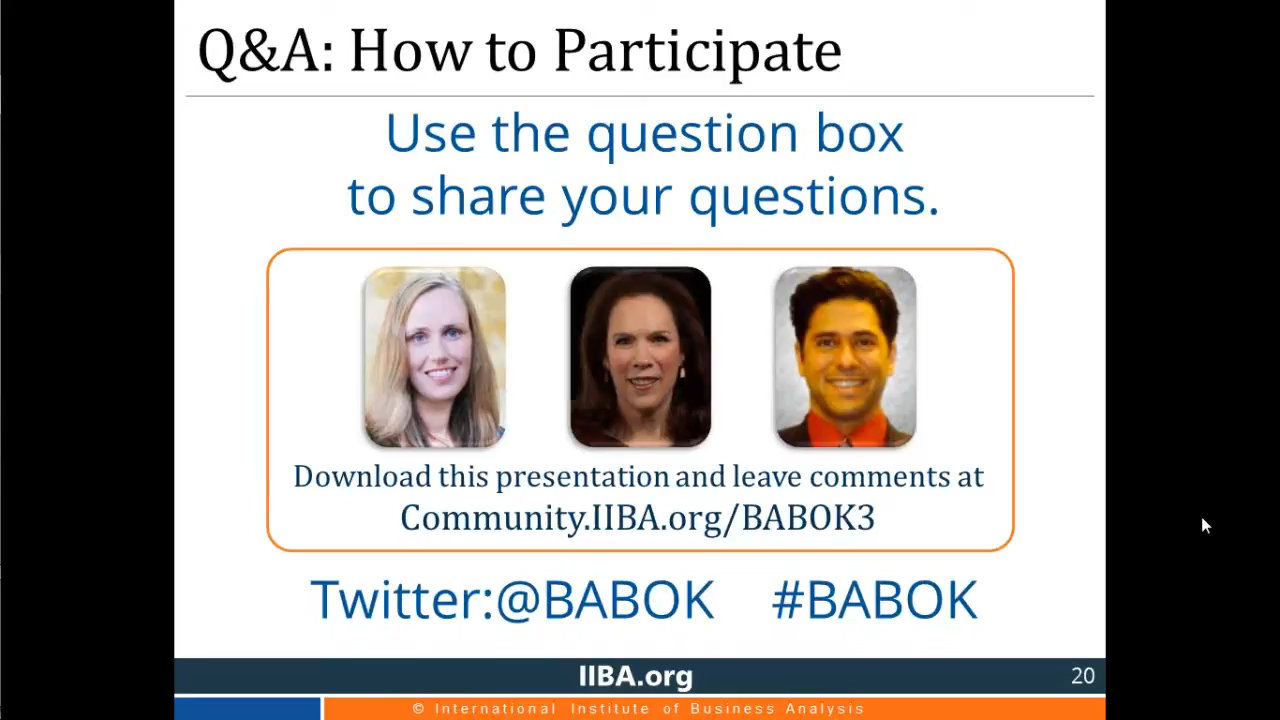 Q&A: How to Participate
Use the question box
to share your questions.
Download this presentation and leave comments at
Community.IIBA.org/BABOK3
Twitter:@BABOK #BABOK
IIBA.org
20
© International Institute of Business Analysis